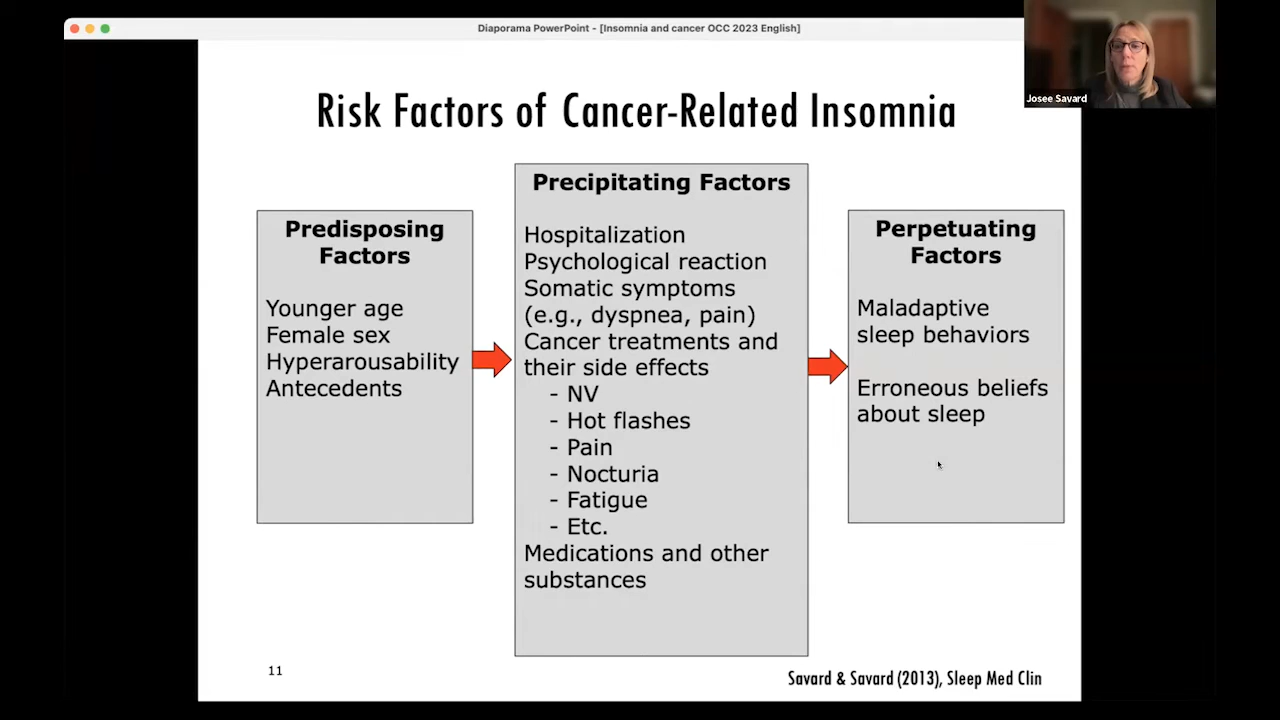 Diaporama PowerPoint - [Insomnia and cancer OCC 2023 English]
Josee Savard
Risk Factors of Cancer-Related Insomnia
Predisposing
Factors
Younger age
Female sex
Hyperarousability
Antecedents
Precipitating Factors
Hospitalization
Psychological reaction
Somatic symptoms
(e.g., dyspnea, pain)
Cancer treatments and
their side effects
- NV
- Hot flashes
- Pain
- Nocturia
- Fatigue
- Etc.
Medications and other
substances
Perpetuating
Factors
Maladaptive
sleep behaviors
Erroneous beliefs
about sleep
11
Savard & Savard (2013), Sleep Med Clin